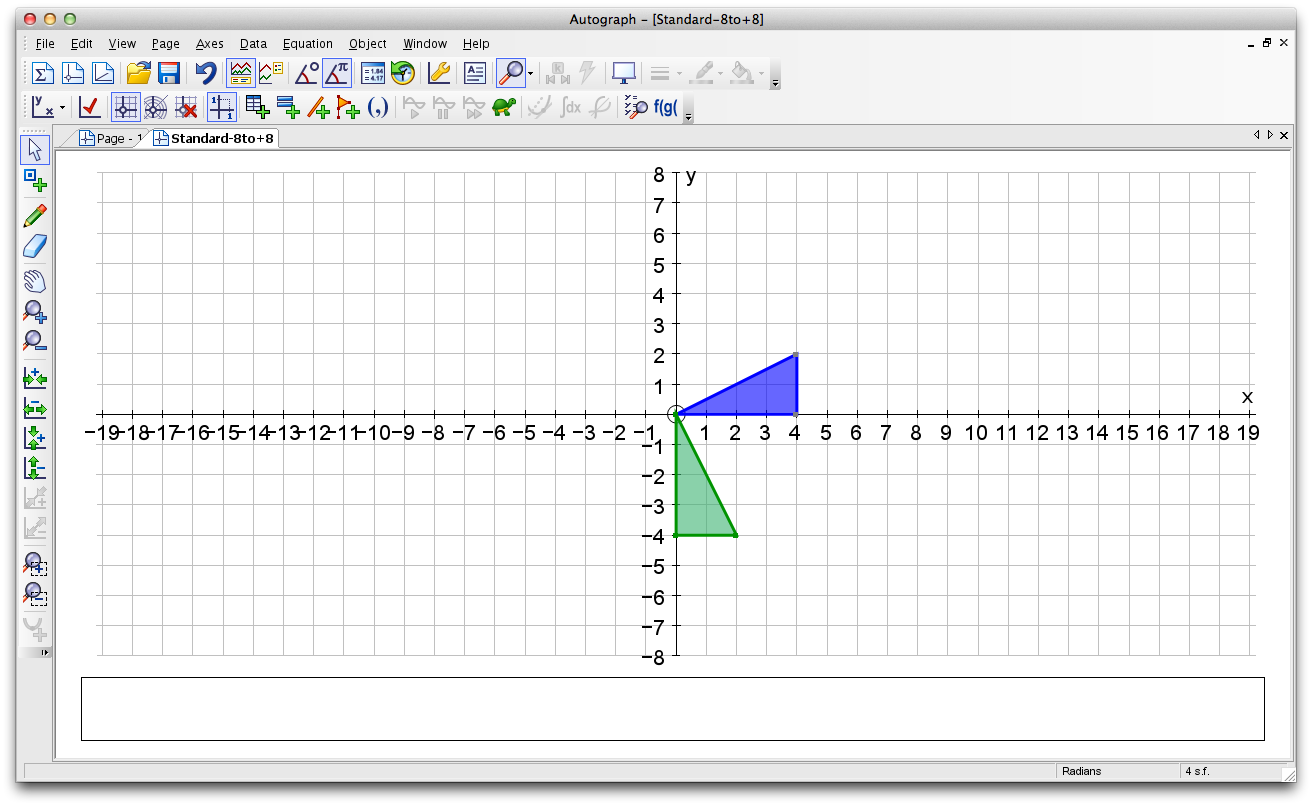 Autograph – [Standard-8to+8]
File Edit View Page Axes Data Equation Object Window Help
f(g(
Page - 1 Standard-8to+8
8 y
7
6
5
4
3
2
1
x
−19 −18 −17 −16 −15 −14 −13 −12 −11 −10 −9 −8 −7 −6 −5 −4 −3 −2 −1 1 2 3 4 5 6 7 8 9 10 11 12 13 14 15 16 17 18 19
−1
−2
−3
−4
−5
−6
−7
−8
Radians 4 s.f.